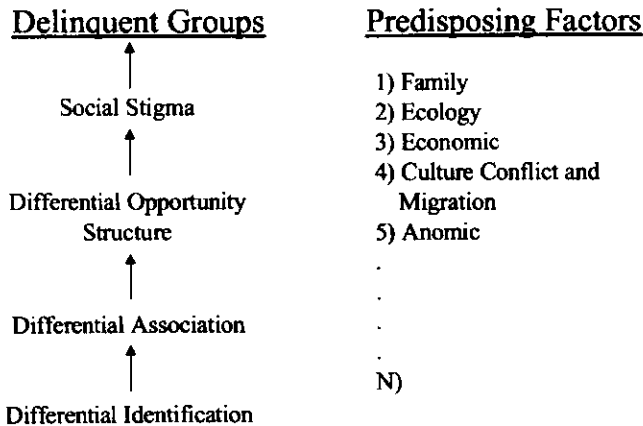 Delinquent Groups
Social Stigma
Differential Opportunity
Structure
Differential Association
Differential Identification
Predisposing Factors
1) Family
2) Ecology
3) Economic
4) Culture Conflict and
Migration
5) Anomic
.
.
.
.
N)